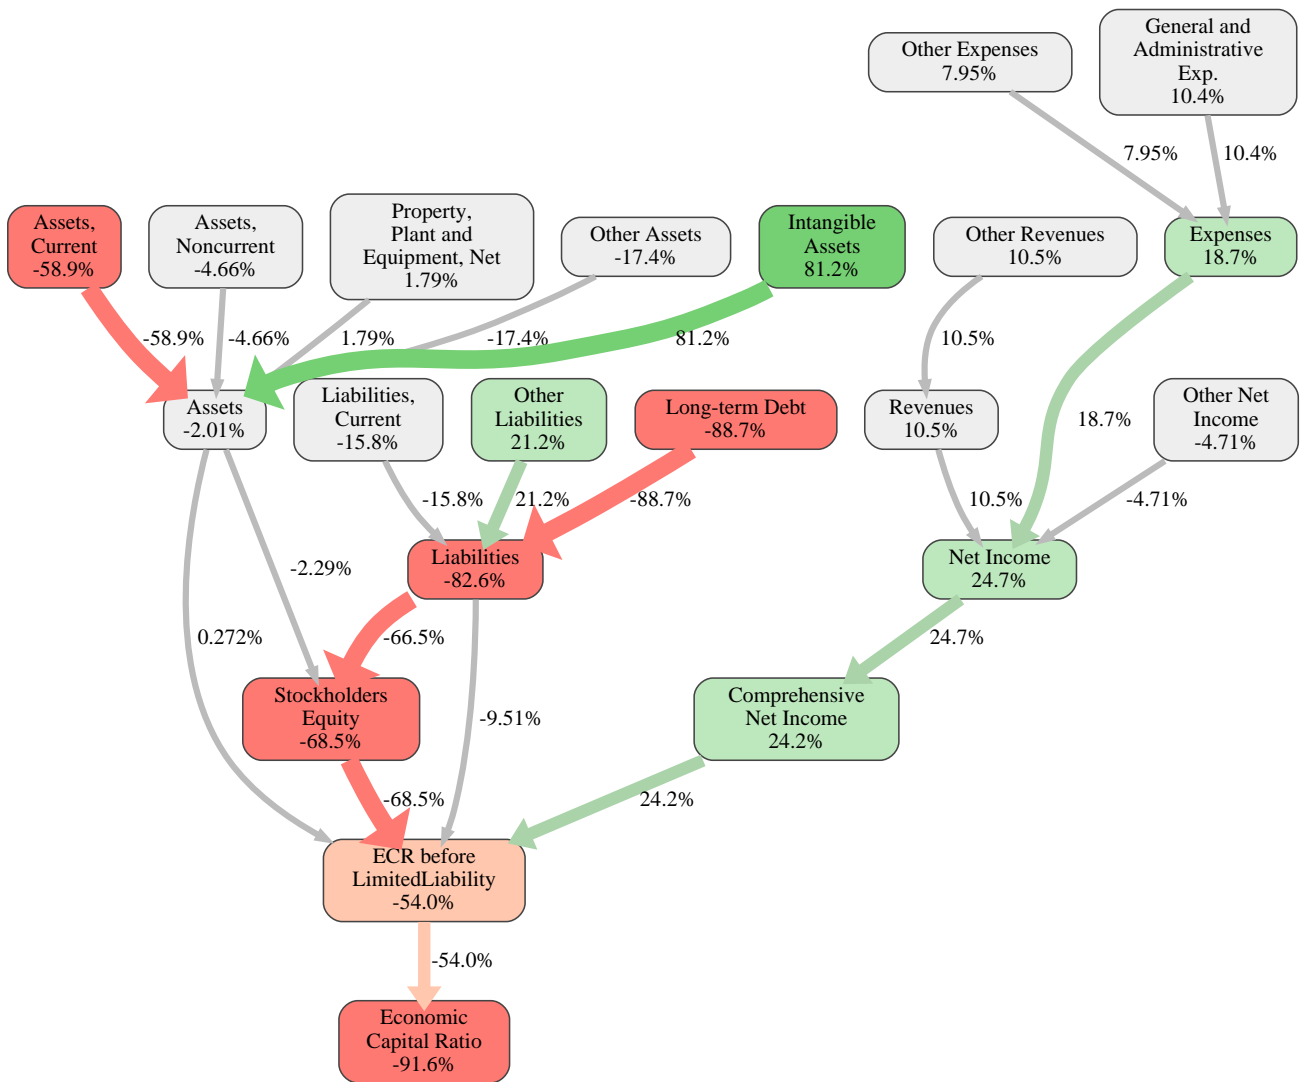 Other Expenses
7.95%
General and
Administrative
Exp.
10.4%
7.95%
10.4%
Assets,
Current
-58.9%
Assets,
Noncurrent
-4.66%
Property,
Plant and
Equipment, Net
1.79%
Other Assets
-17.4%
Intangible
Assets
81.2%
Other Revenues
10.5%
Expenses
18.7%
-58.9%
-4.66%
1.79%
-17.4%
81.2%
10.5%
18.7%
Assets
-2.01%
Liabilities,
Current
-15.8%
Other
Liabilities
21.2%
Long-term Debt
-88.7%
Revenues
10.5%
Other Net
Income
-4.71%
-15.8%
21.2%
-88.7%
10.5%
-4.71%
-2.29%
Liabilities
-82.6%
Net Income
24.7%
0.272%
-66.5%
24.7%
Stockholders
Equity
-68.5%
-9.51%
Comprehensive
Net Income
24.2%
-68.5%
24.2%
ECR before
LimitedLiability
-54.0%
-54.0%
Economic
Capital Ratio
-91.6%